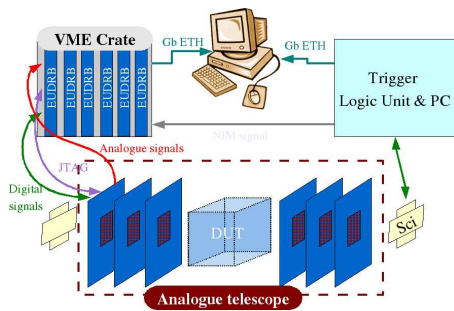 VME Crate
Gb ETH
Gb ETH
EUDRB
EUDRB
EUDRB
EUDRB
EUDRB
EUDRB
Trigger
Logic Unit & PC
NIM signal
Analogue signals
JTAG
Digital
signals
DUT
Sci
Analogue telescope